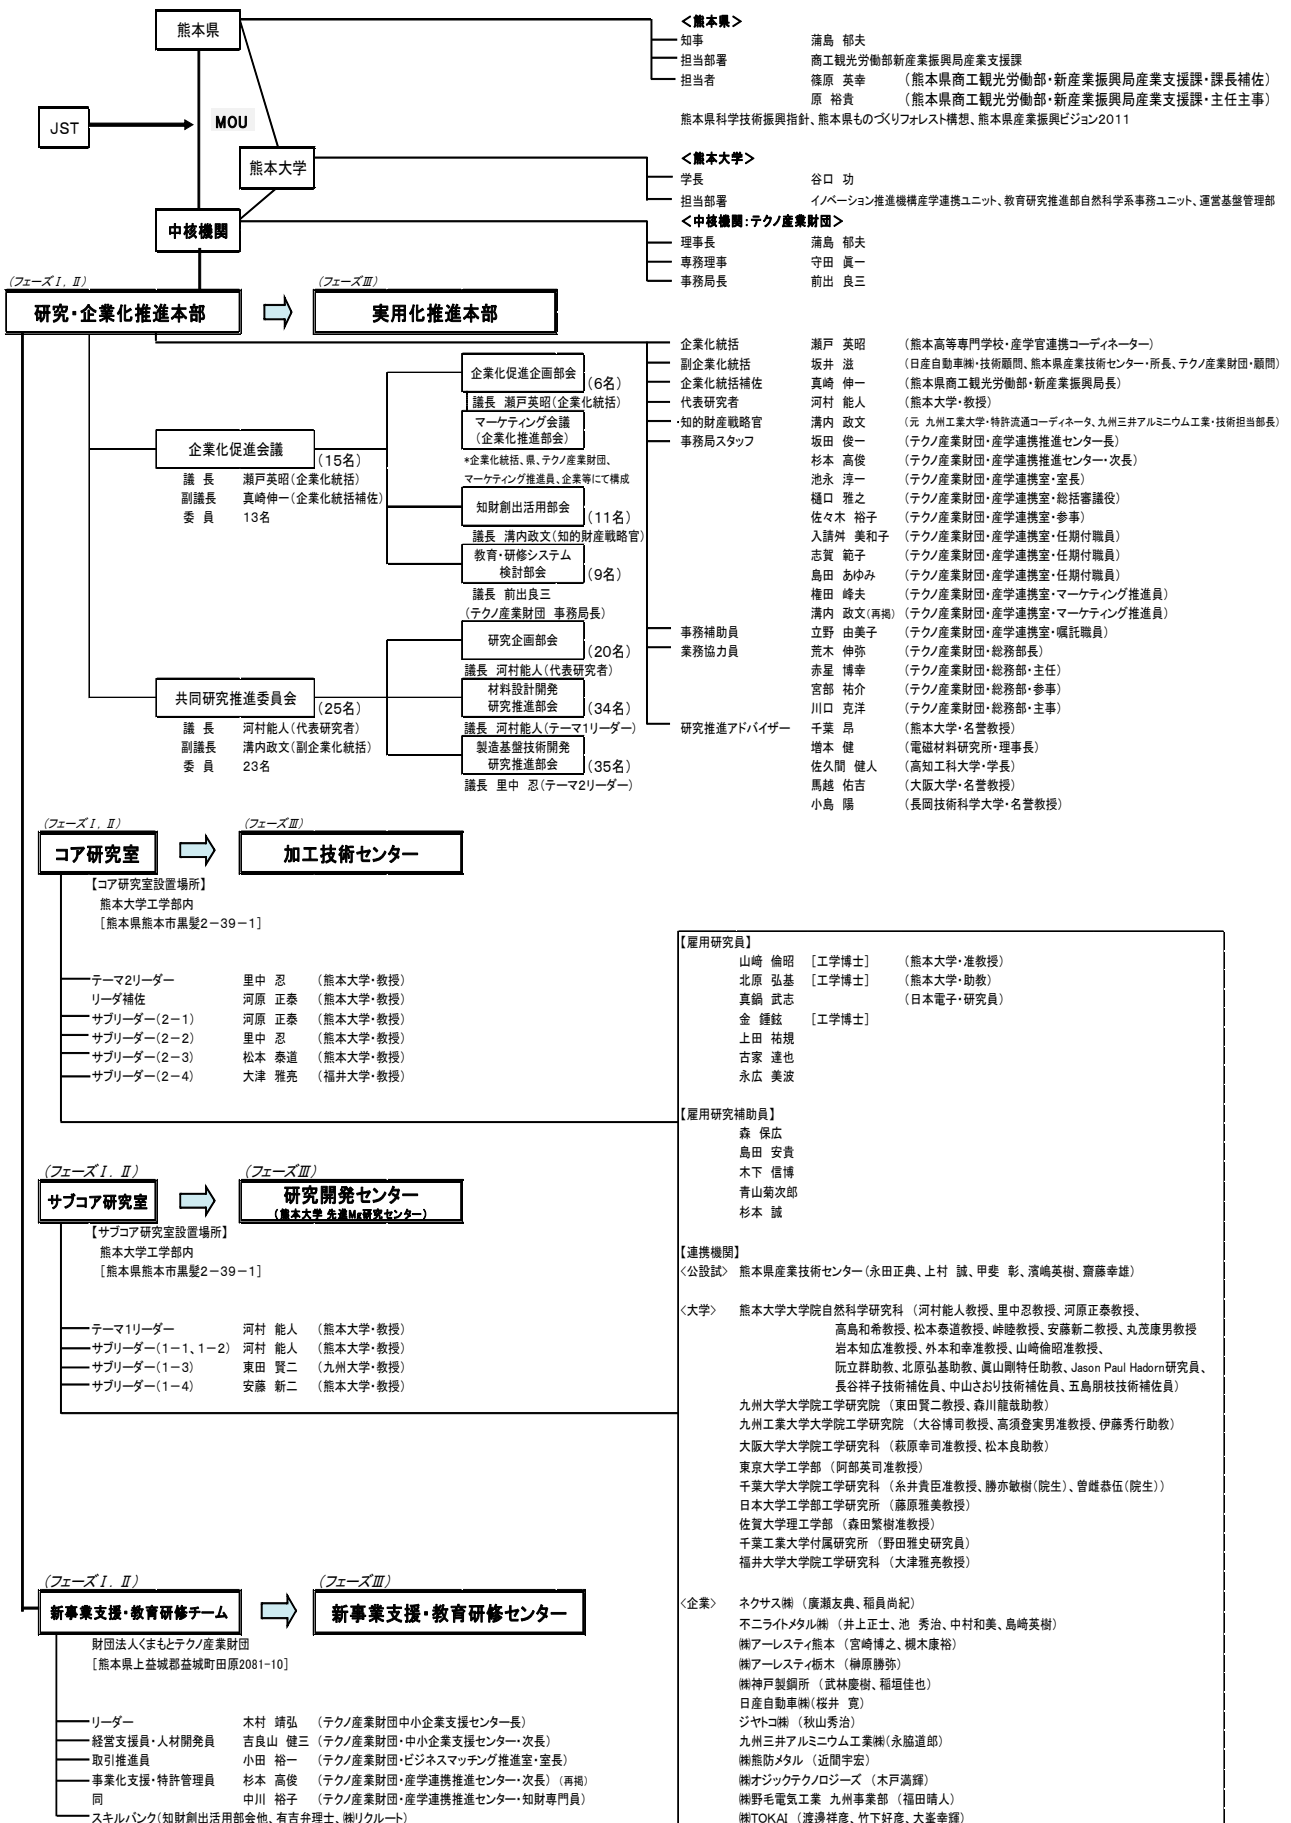 熊本県
JST
MOU
熊本大学
中核機関
＜熊本県＞
知事 蒲島 郁夫
担当部署 商工観光労働部新産業振興局産業支援課
担当者 篠原 英幸 (熊本県商工観光労働部・新産業振興局産業支援課・課長補佐)
原 裕貴 (熊本県商工観光労働部・新産業振興局産業支援課・主任主事)
熊本県科学技術振興指針、熊本県ものづくりフォレスト構想、熊本県産業振興ビジョン2011
＜熊本大学＞
学長 谷口 功
担当部署 イノベーション推進機構産学連携ユニット、教育研究推進部自然科学系事務ユニット、運営基盤管理部
＜中核機関:テクノ産業財団＞
理事長 蒲島 郁夫
専務理事 守田 眞一
事務局長 前出 良三
(フェーズⅠ, Ⅱ)
研究・企業化推進本部
(フェーズⅢ)
実用化推進本部
企業化統括 瀬戸 英昭 (熊本高等専門学校・産学官連携コーディネーター)
副企業化統括 坂井 滋 (日産自動車㈱・技術顧問、熊本県産業技術センター・所長、テクノ産業財団・顧問)
企業化統括補佐 真崎 伸一 (熊本県商工観光労働部・新産業振興局長)
代表研究者 河村 能人 (熊本大学・教授)
・知的財産戦略官 溝内 政文 (元 九州工業大学・特許流通コーディネータ、九州三井アルミニウム工業・技術担当部長)
事務局スタッフ 坂田 俊一 (テクノ産業財団・産学連携推進センター長)
杉本 高俊 (テクノ産業財団・産学連携推進センター・次長)
池永 淳一 (テクノ産業財団・産学連携室・室長)
樋口 雅之 (テクノ産業財団・産学連携室・総括審議役)
佐々木 裕子 (テクノ産業財団・産学連携室・参事)
入請舛 美和子 (テクノ産業財団・産学連携室・任期付職員)
志賀 範子 (テクノ産業財団・産学連携室・任期付職員)
島田 あゆみ (テクノ産業財団・産学連携室・任期付職員)
権田 峰夫 (テクノ産業財団・産学連携室・マーケティング推進員)
溝内 政文(再掲) (テクノ産業財団・産学連携室・マーケティング推進員)
事務補助員 立野 由美子 (テクノ産業財団・産学連携室・嘱託職員)
業務協力員 荒木 伸弥 (テクノ産業財団・総務部長)
赤星 博幸 (テクノ産業財団・総務部・主任)
宮部 祐介 (テクノ産業財団・総務部・参事)
川口 克洋 (テクノ産業財団・総務部・主事)
研究推進アドバイザー 千葉 昂 (熊本大学・名誉教授)
増本 健 (電磁材料研究所・理事長)
佐久間 健人 (高知工科大学・学長)
馬越 佑吉 (大阪大学・名誉教授)
小島 陽 (長岡技術科学大学・名誉教授)
企業化促進会議 (15名)
議 長 瀬戸英昭(企業化統括)
副議長 真崎伸一(企業化統括補佐)
委 員 13名
企業化促進企画部会 (6名)
議長 瀬戸英昭(企業化統括)
マーケティング会議
(企業化推進部会)
*企業化統括、県、テクノ産業財団、
マーケティング推進員、企業等にて構成
知財創出活用部会 (11名)
議長 溝内政文(知的財産戦略官)
教育・研修システム
検討部会 (9名)
議長 前出良三
(テクノ産業財団 事務局長)
共同研究推進委員会 (25名)
議 長 河村能人(代表研究者)
副議長 溝内政文(副企業化統括)
委 員 23名
研究企画部会 (20名)
議長 河村能人(代表研究者)
材料設計開発
研究推進部会 (34名)
議長 河村能人(テーマ1リーダー)
製造基盤技術開発
研究推進部会 (35名)
議長 里中 忍(テーマ2リーダー)
(フェーズⅠ, Ⅱ)
コア研究室
(フェーズⅢ)
加工技術センター
【コア研究室設置場所】
熊本大学工学部内
[熊本県熊本市黒髪2－39－1]
テーマ2リーダー 里中 忍 (熊本大学・教授)
リーダ補佐 河原 正泰 (熊本大学・教授)
サブリーダー(2－1) 河原 正泰 (熊本大学・教授)
サブリーダー(2－2) 里中 忍 (熊本大学・教授)
サブリーダー(2－3) 松本 泰道 (熊本大学・教授)
サブリーダー(2－4) 大津 雅亮 (福井大学・教授)
(フェーズⅠ, Ⅱ)
サブコア研究室
(フェーズⅢ)
研究開発センター
(熊本大学 先進Mg研究センター)
【サブコア研究室設置場所】
熊本大学工学部内
[熊本県熊本市黒髪2－39－1]
テーマ1リーダー 河村 能人 (熊本大学・教授)
サブリーダー(1－1、1－2) 河村 能人 (熊本大学・教授)
サブリーダー(1－3) 東田 賢二 (九州大学・教授)
サブリーダー(1－4) 安藤 新二 (熊本大学・教授)
(フェーズⅠ, Ⅱ)
新事業支援・教育研修チーム
(フェーズⅢ)
新事業支援・教育研修センター
財団法人くまもとテクノ産業財団
[熊本県上益城郡益城町田原2081-10]
リーダー 木村 靖弘 (テクノ産業財団中小企業支援センター長)
経営支援員・人材開発員 吉良山 健三 (テクノ産業財団・中小企業支援センター・次長)
取引推進員 小田 裕一 (テクノ産業財団・ビジネスマッチング推進室・室長)
事業化支援・特許管理員 杉本 高俊 (テクノ産業財団・産学連携推進センター・次長) (再掲)
同 中川 裕子 (テクノ産業財団・産学連携推進センター・知財専門員)
スキルバンク(知財創出活用部会他、有吉弁理士、㈱リクルート)
【雇用研究員】
山﨑 倫昭 [工学博士] (熊本大学・准教授)
北原 弘基 [工学博士] (熊本大学・助教)
真鍋 武志 (日本電子・研究員)
金 鍾鉉 [工学博士]
上田 祐規
古家 達也
永広 美波
【雇用研究補助員】
森 保広
島田 安貴
木下 信博
青山菊次郎
杉本 誠
【連携機関】
<公設試> 熊本県産業技術センター(永田正典、上村 誠、甲斐 彰、濱嶋英樹、齋藤幸雄)
<大学> 熊本大学大学院自然科学研究科 (河村能人教授、里中忍教授、河原正泰教授、
高島和希教授、松本泰道教授、峠睦教授、安藤新二教授、丸茂康男教授
岩本知広准教授、外本和幸准教授、山﨑倫昭准教授、
阮立群助教、北原弘基助教、眞山剛特任助教、Jason Paul Hadorn研究員、
長谷祥子技術補佐員、中山さおり技術補佐員、五島朋枝技術補佐員)
九州大学大学院工学研究院 (東田賢二教授、森川龍哉助教)
九州工業大学大学院工学研究院 (大谷博司教授、高須登実男准教授、伊藤秀行助教)
大阪大学大学院工学研究科 (萩原幸司准教授、松本良助教)
東京大学工学部 (阿部英司准教授)
千葉大学大学院工学研究科 (糸井貴臣准教授、勝亦敏樹(院生)、曽雌恭伍(院生))
日本大学工学部工学研究所 (藤原雅美教授)
佐賀大学理工学部 (森田繁樹准教授)
千葉工業大学付属研究所 (野田雅史研究員)
福井大学大学院工学研究科 (大津雅亮教授)
<企業> ネクサス㈱ (廣瀬友典、稲員尚紀)
不二ライトメタル㈱ (井上正士、池 秀治、中村和美、島﨑英樹)
㈱アーレスティ熊本 (宮崎博之、槻木康裕)
㈱アーレスティ栃木 (榊原勝弥)
㈱神戸製鋼所 (武林慶樹、稲垣佳也)
日産自動車㈱(桜井 寛)
ジヤトコ㈱ (秋山秀治)
九州三井アルミニウム工業㈱(永脇道郎)
㈱熊防メタル (近間宇宏)
㈱オジックテクノロジーズ (木戸満輝)
㈱野毛電気工業 九州事業部 (福田晴人)
㈱TOKAI (渡邊祥彦、竹下好彦、大峯幸輝)